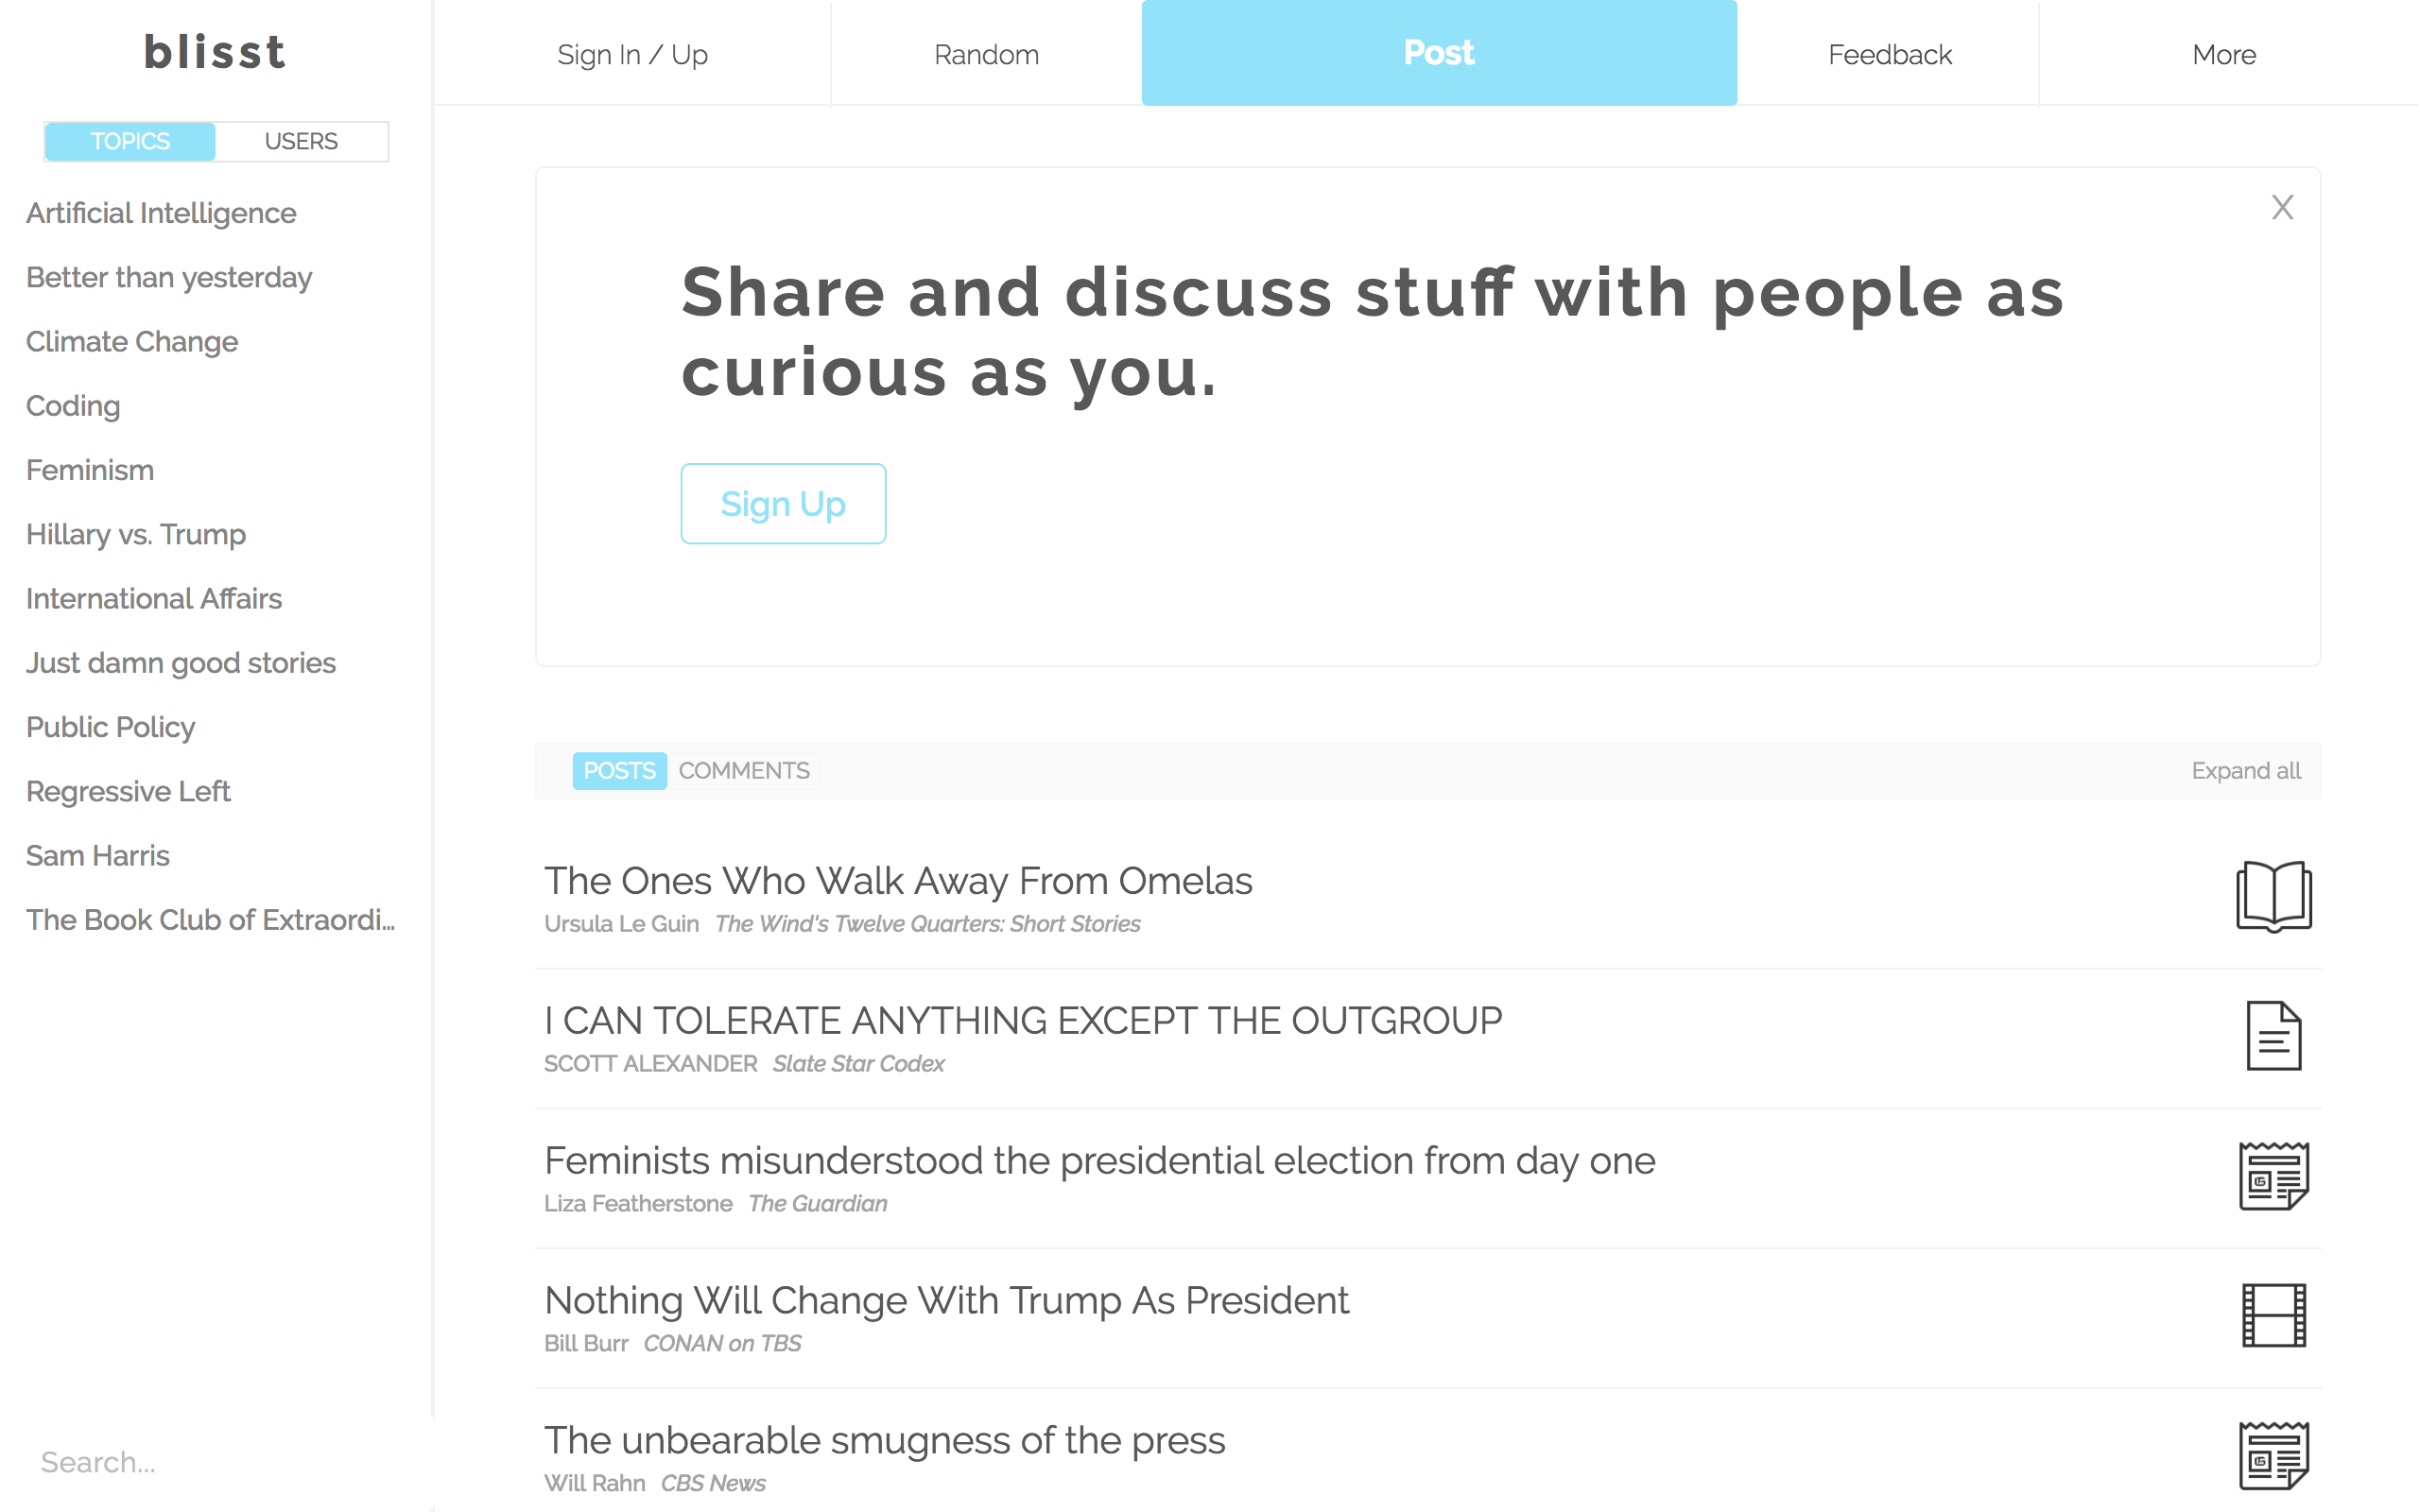 blisst
Sign In / Up
Random
Post
Feedback
More
TOPICS
USERS
Artificial Intelligence
Better than yesterday
Climate Change
Coding
Feminism
Hillary vs. Trump
International Affairs
Just damn good stories
Public Policy
Regressive Left
Sam Harris
The Book Club of Extraordi...
Search...
X
Share and discuss stuff with people as
curious as you.
Sign Up
POSTS
COMMENTS
Expand all
The Ones Who Walk Away From Omelas
Ursula Le Guin The Wind's Twelve Quarters: Short Stories
I CAN TOLERATE ANYTHING EXCEPT THE OUTGROUP
SCOTT ALEXANDER Slate Star Codex
Feminists misunderstood the presidential election from day one
Liza Featherstone The Guardian
Nothing Will Change With Trump As President
Bill Burr CONAN on TBS
The unbearable smugness of the press
Will Rahn CBS News